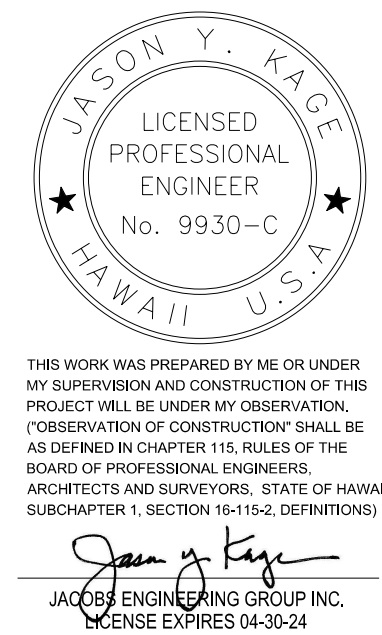 JASON Y. KAGE
LICENSED
PROFESSIONAL
ENGINEER
No. 9930-C
HAWAII U.S.A
THIS WORK WAS PREPARED BY ME OR UNDER
MY SUPERVISION AND CONSTRUCTION OF THIS
PROJECT WILL BE UNDER MY OBSERVATION.
("OBSERVATION OF CONSTRUCTION" SHALL BE
AS DEFINED IN CHAPTER 115, RULES OF THE
BOARD OF PROFESSIONAL ENGINEERS,
ARCHITECTS AND SURVEYORS, STATE OF HAWAI
SUBCHAPTER 1, SECTION 16-115-2, DEFINITIONS)
Jason Y Kage
JACOBS ENGINEERING GROUP INC.
LICENSE EXPIRES 04-30-24